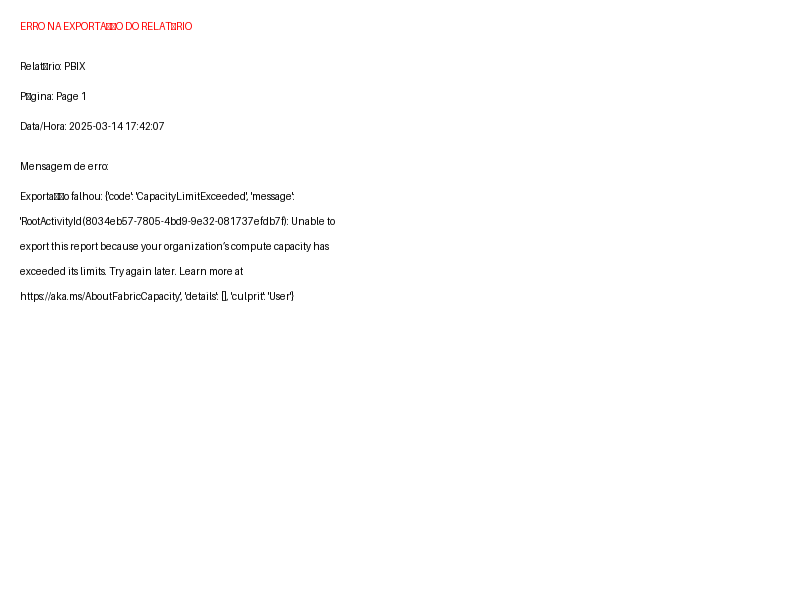 ERRO NA EXPORTA▯▯O DO RELAT▯RIO
Relat▯rio: PBIX
P▯gina: Page 1
Data/Hora: 2025-03-14 17:42:07
Mensagem de erro:
Exporta▯▯o falhou: {'code': 'CapacityLimitExceeded', 'message':
'RootActivityId(8034eb57-7805-4bd9-9e32-081737efdb7f): Unable to
export this report because your organization’s compute capacity has
exceeded its limits. Try again later. Learn more at
https://aka.ms/AboutFabricCapacity', 'details': [], 'culprit': 'User'}